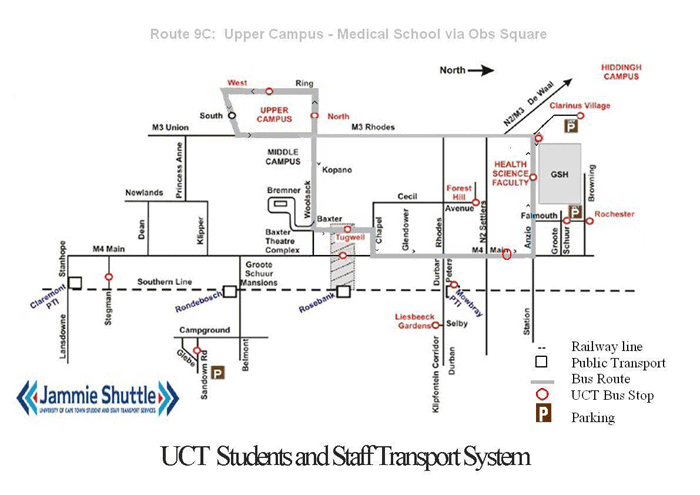 Route 9C: Upper Campus - Medical School via Obs Square
North
HIDDINGH
CAMPUS
N2/M3 De Waal
West
Ring
Clarinus Village
P
South
UPPER
CAMPUS
North
M3 Union
M3 Rhodes
MIDDLE
CAMPUS
Kopano
HEALTH
SCIENCE
FACULTY
GSH
Browning
Princess Anne
Newlands
Bremner
Woolsack
Cecil
Forest
Hill
Avenue
N2 Settlers
Dean
Klipper
Baxter
Tugwell
Chapel
Glendower
Rhodes
Anzio
Falmouth
P
Rochester
Groote
Schuur
Baxter
Theatre
Complex
Stanhope
M4 Main
M4 Main
Groote
Schuur
Mansions
Southern Line
Durban
Peters
Claremont
PTI
Stegman
Rondebosch
Rosebank
Mowbray
PTI
Station
Lansdowne
Campground
Liesbeeck
Gardens
Selby
Glebe
Sandown Rd
P
Belmont
Klipfontein Corridor
Durban
Railway line
Public Transport
Bus Route
UCT Bus Stop
P
Parking
Jammie Shuttle
UNIVERSITY OF CAPE TOWN STUDENT AND STAFF TRANSPORT SERVICES
UCT Students and Staff Transport System